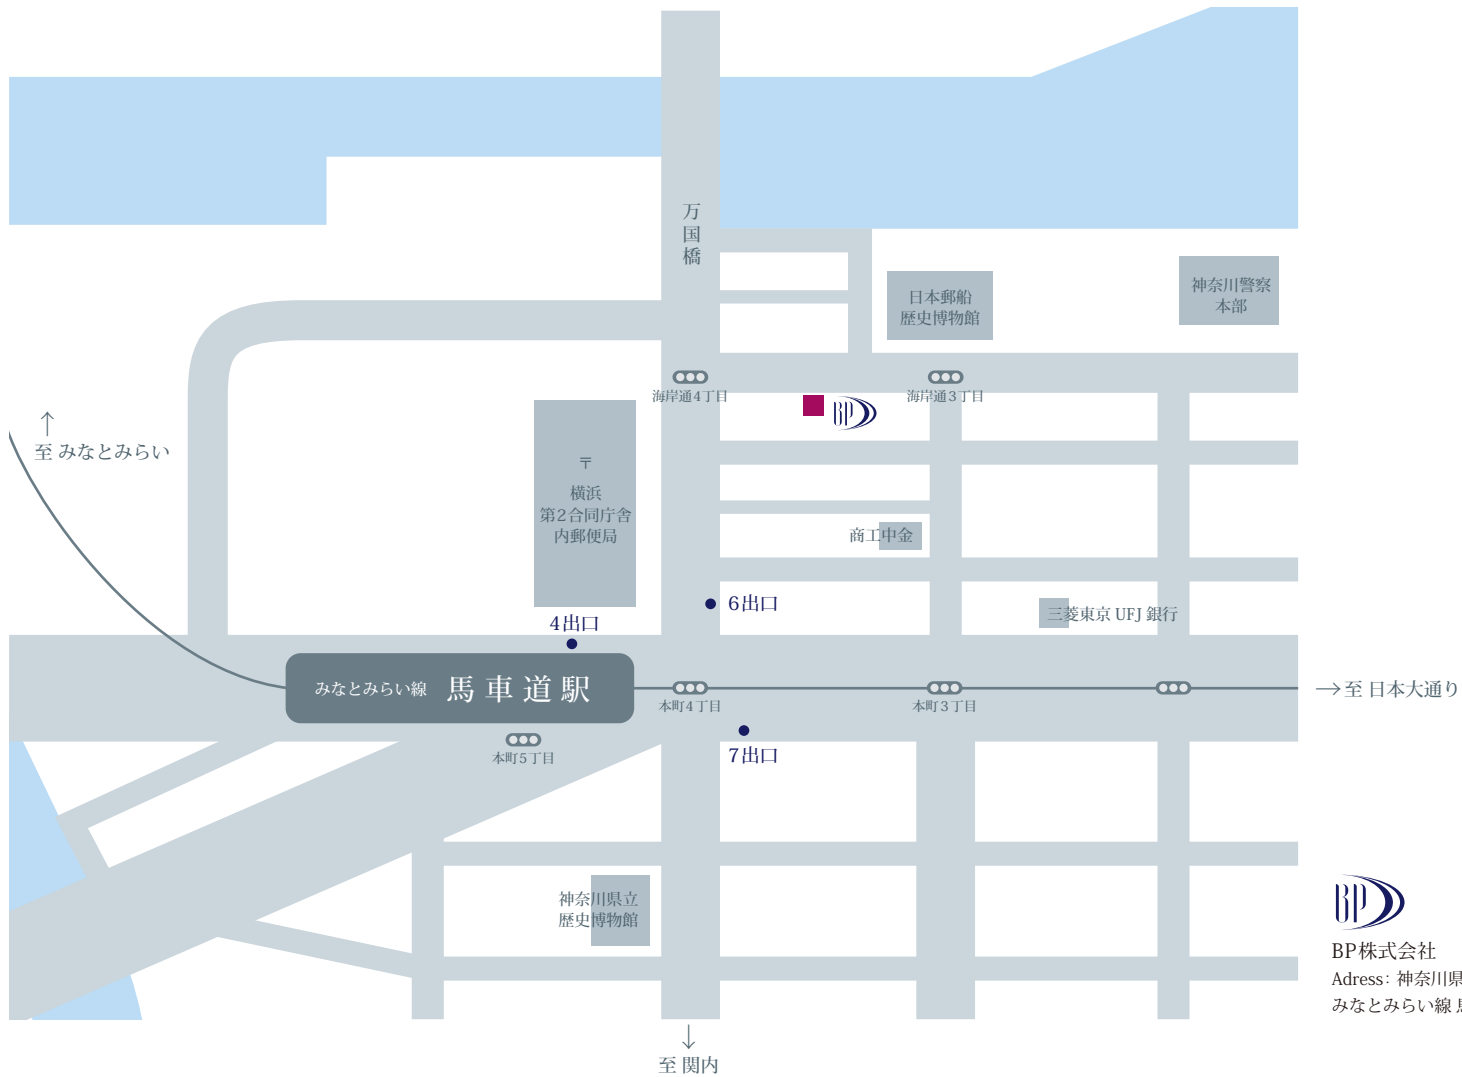 万国橋
日本郵船
歴史博物館
神奈川警察
本部
海岸通4丁目
海岸通3丁目
BP
↑
至 みなとみらい
〒
横浜
第2合同庁舎
内郵便局
商工中金
6出口
三菱東京 UFJ 銀行
4出口
みなとみらい線 馬車道駅
本町4丁目
本町3丁目
→至 日本大通り
7出口
本町5丁目
神奈川県立
歴史博物館
BP
BP株式会社
Adress: 神奈川県
みなとみらい線
↓
至 関内